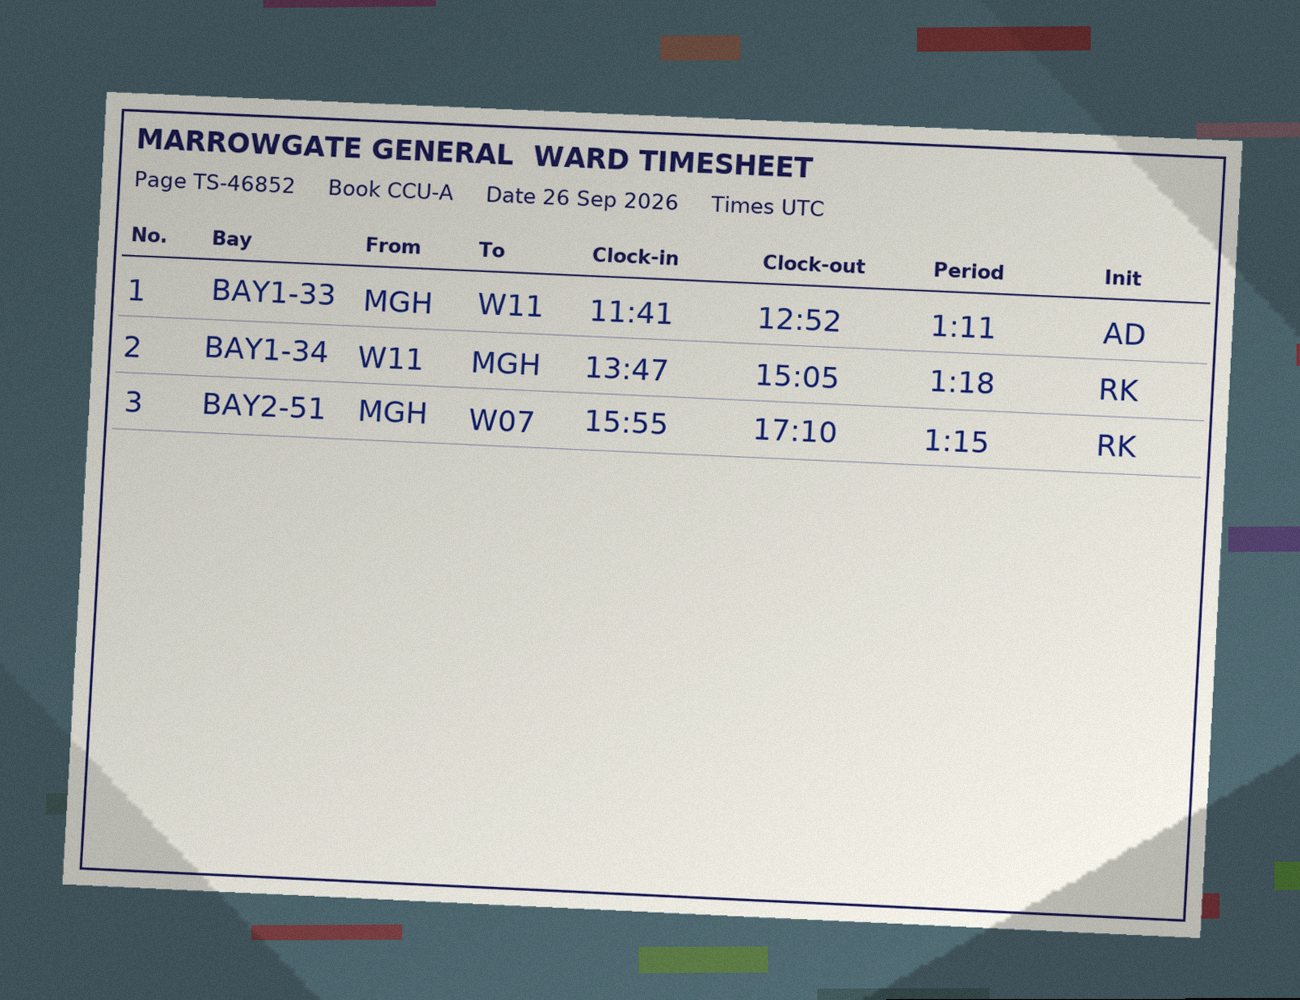 MARROWGATE GENERAL WARD TIMESHEET
Page TS-46852 Book CCU-A Date 26 Sep 2026 Times UTC
No. Bay From To Clock-in Clock-out Period Init
1 BAY1-33 MGH W11 11:41 12:52 1:11 AD
2 BAY1-34 W11 MGH 13:47 15:05 1:18 RK
3 BAY2-51 MGH W07 15:55 17:10 1:15 RK